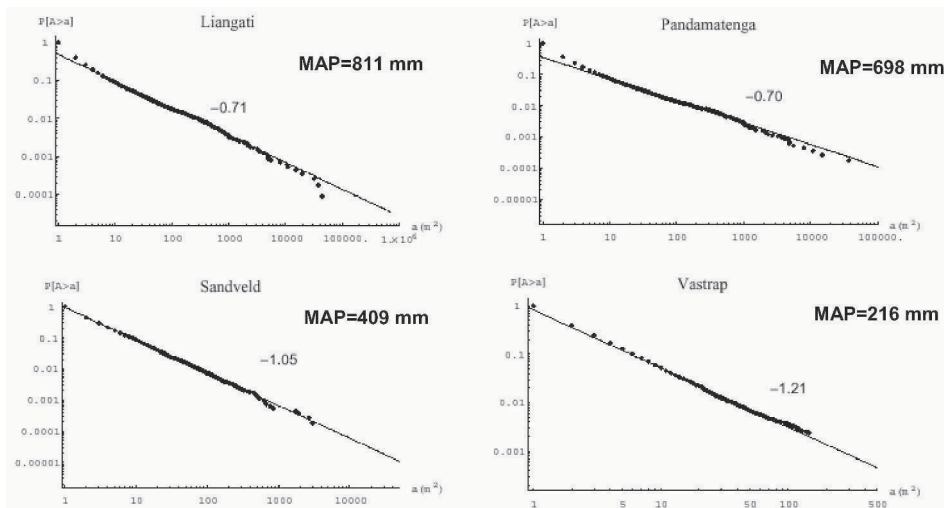 P[A>a]
Liangati
MAP=811 mm
1
0.1
0.01
0.001
0.0001
−0.71
1 10 100 1000 10000 100000. 1.×10⁶
a (m²)
P[A>a]
Pandamatenga
MAP=698 mm
1
0.1
0.01
0.001
0.0001
0.00001
−0.70
1 10 100 1000 10000 100000.
a (m²)
P[A>a]
Sandveld
MAP=409 mm
1
0.1
0.01
0.001
0.0001
0.00001
−1.05
1 10 100 1000 10000
a (m²)
P[A>a]
Vastrap
MAP=216 mm
1
0.1
0.01
0.001
−1.21
1 5 10 50 100 500
a (m²)